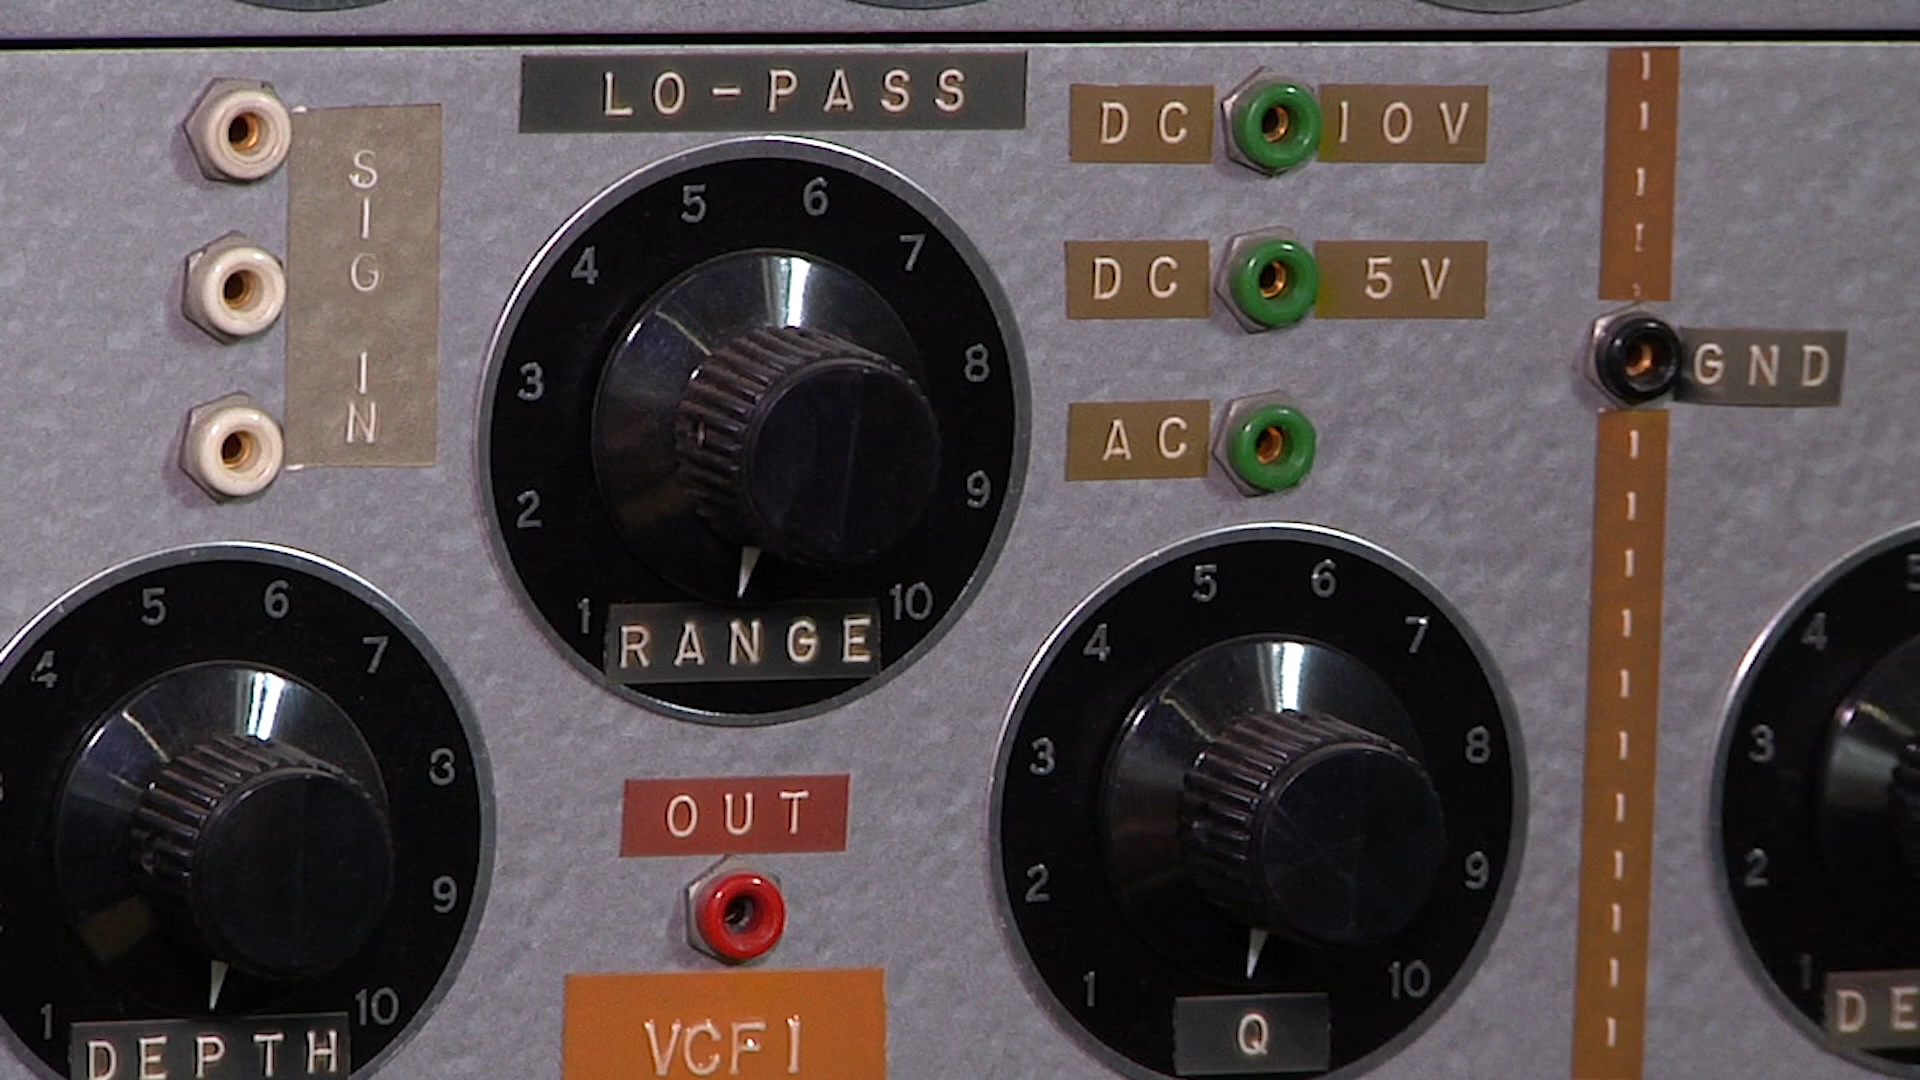 LO-PASS
SIG IN
DC 10V
DC 5V
AC
GND
1 2 3 4 5 6 7 8 9 10
RANGE
4 5 6 7 8 9 10
1
DEPTH
OUT
VCF1
1 2 3 4 5 6 7 8 9 10
Q
1 2 3 4 5
DE